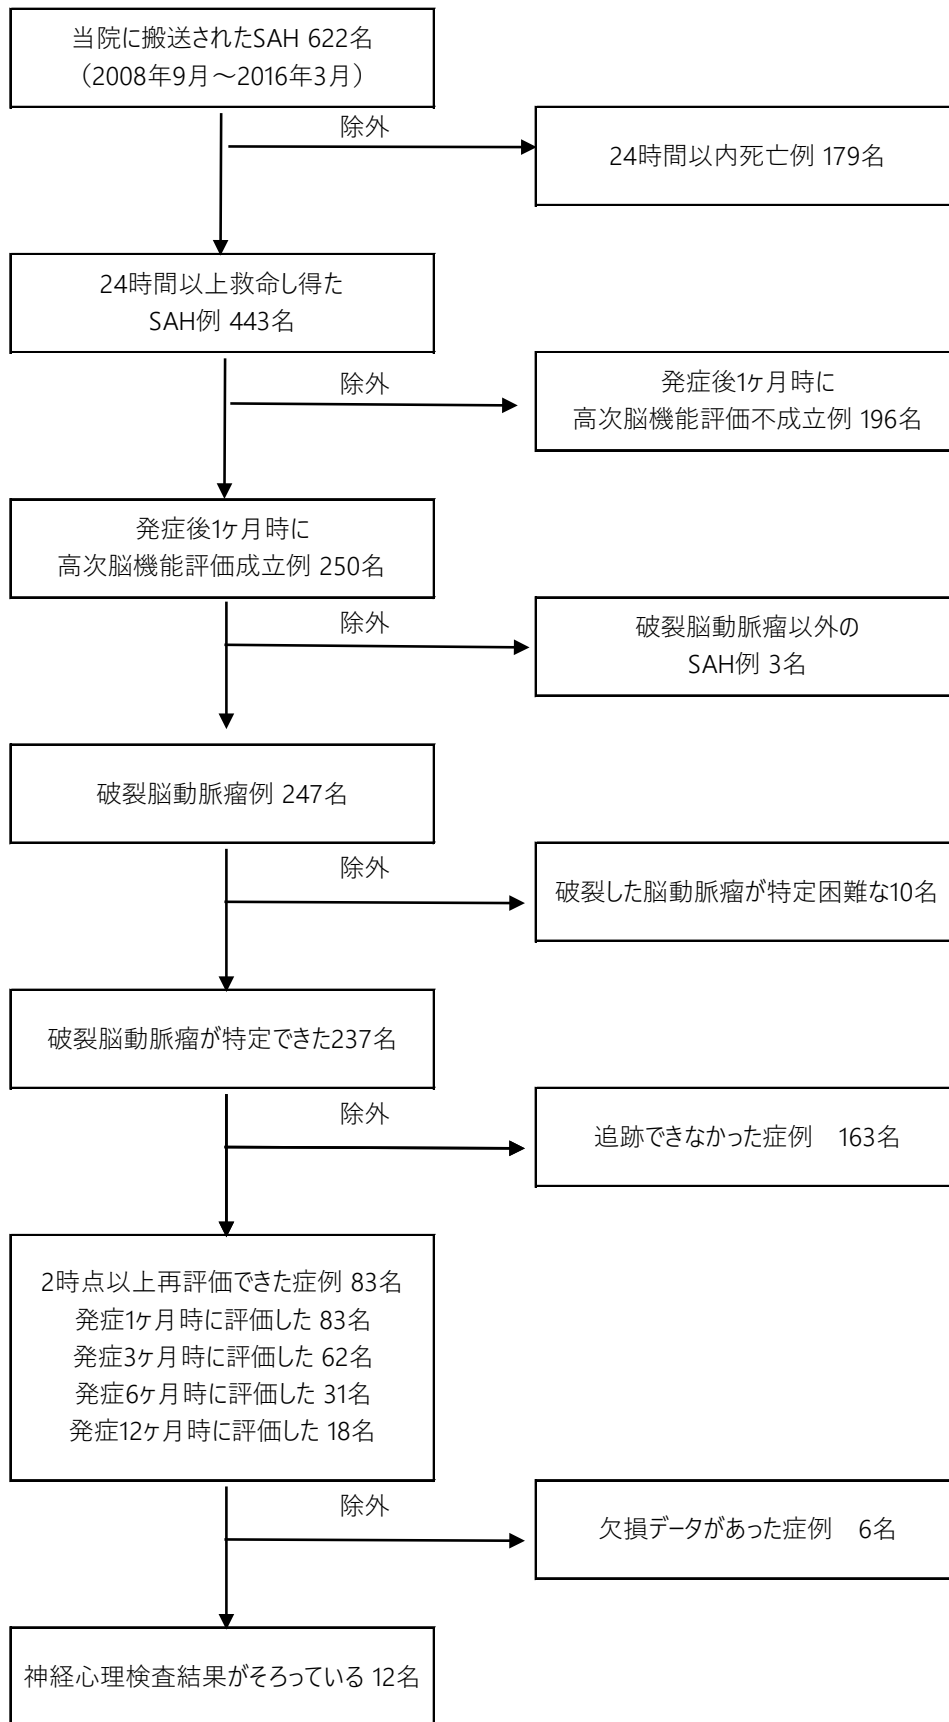 当院に搬送されたSAH 622名
（2008年9月～2016年3月）
除外
24時間以内死亡例 179名
24時間以上救命し得た
SAH例 443名
除外
発症後1ヶ月時に
高次脳機能評価不成立例 196名
発症後1ヶ月時に
高次脳機能評価成立例 250名
除外
破裂脳動脈瘤以外の
SAH例 3名
破裂脳動脈瘤例 247名
除外
破裂した脳動脈瘤が特定困難な10名
破裂脳動脈瘤が特定できた237名
除外
追跡できなかった症例　163名
2時点以上再評価できた症例 83名
発症1ヶ月時に評価した 83名
発症3ヶ月時に評価した 62名
発症6ヶ月時に評価した 31名
発症12ヶ月時に評価した 18名
除外
欠損データがあった症例　6名
神経心理検査結果がそろっている 12名